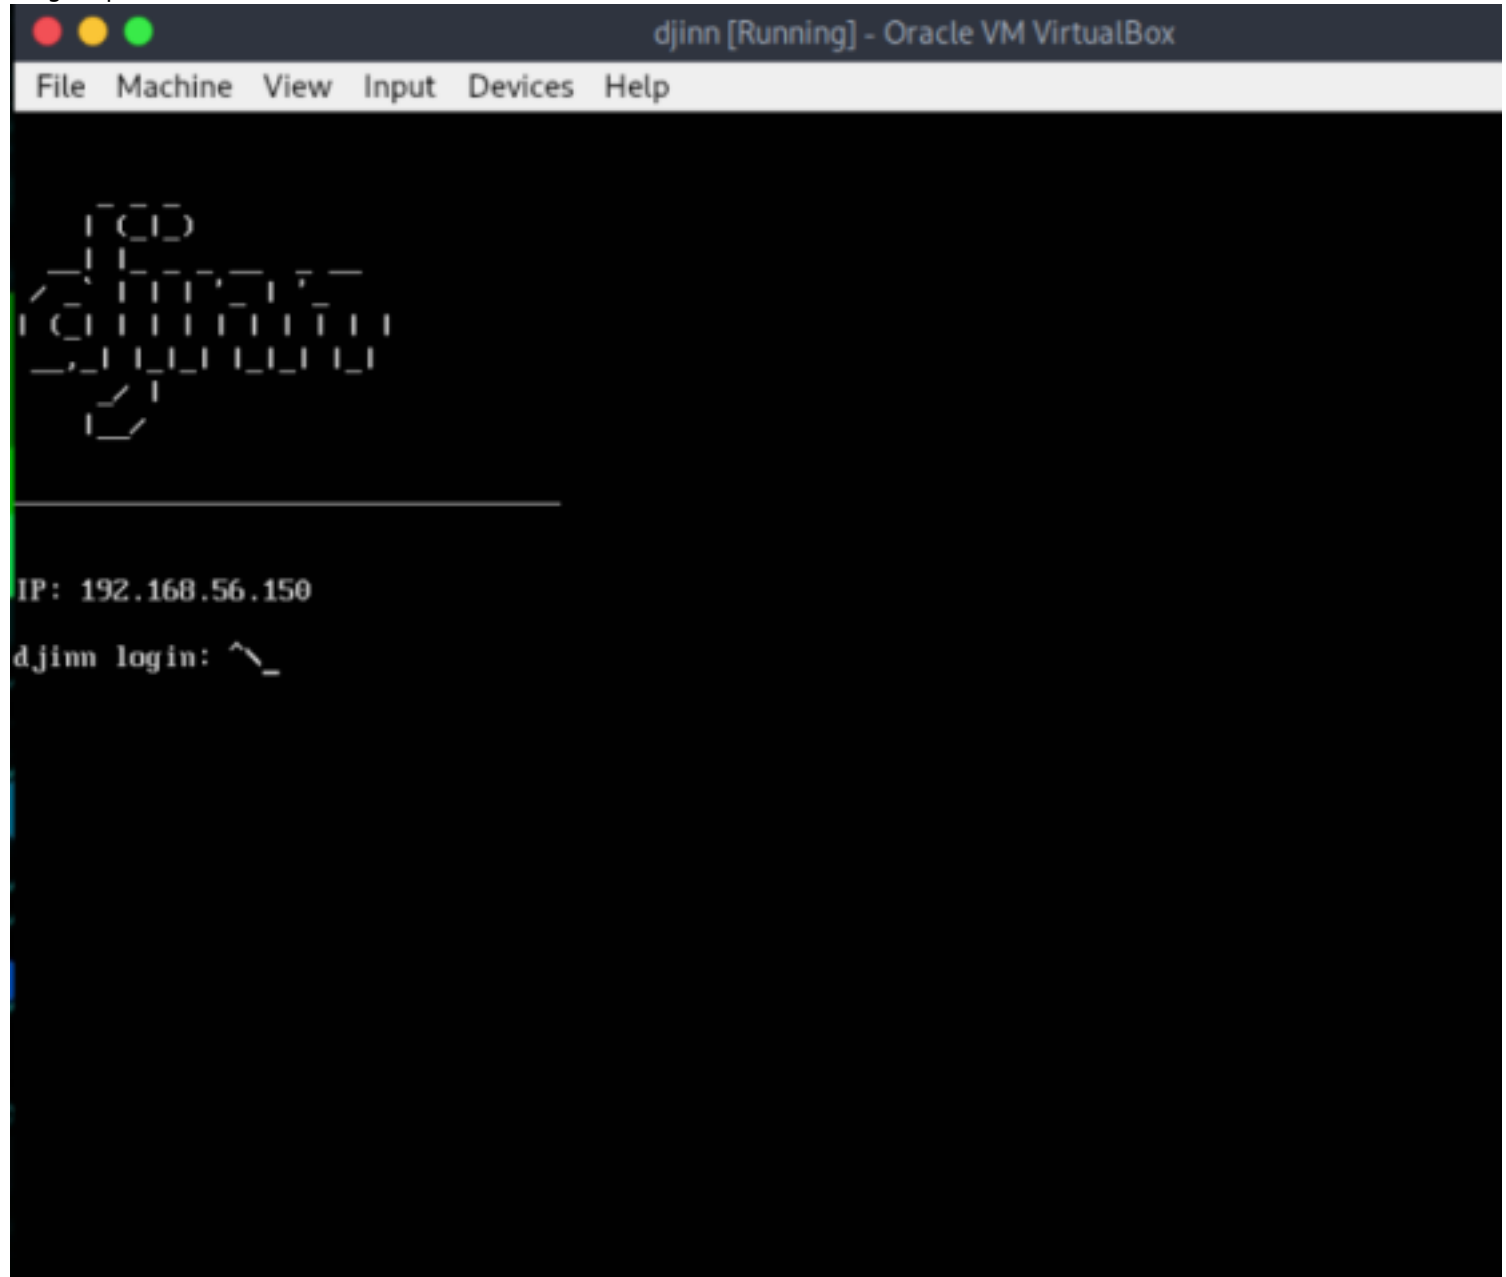 djinn [Running] - Oracle VM VirtualBox
File Machine View Input Devices Help
IP: 192.168.56.150
djinn login: ^\_